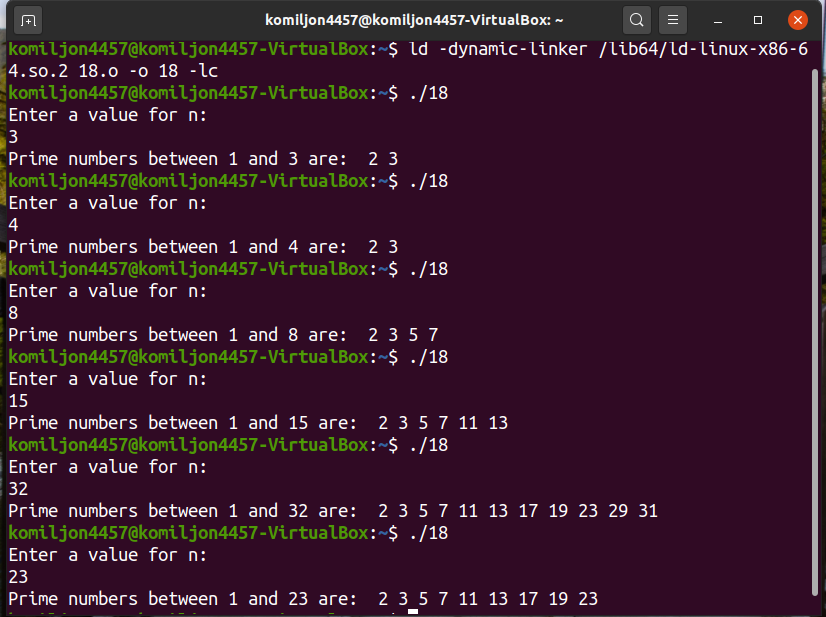 komiljon4457@komiljon4457-VirtualBox: ~
komiljon4457@komiljon4457-VirtualBox:~$ ld -dynamic-linker /lib64/ld-linux-x86-6
4.so.2 18.o -o 18 -lc
komiljon4457@komiljon4457-VirtualBox:~$ ./18
Enter a value for n:
3
Prime numbers between 1 and 3 are:  2 3
komiljon4457@komiljon4457-VirtualBox:~$ ./18
Enter a value for n:
4
Prime numbers between 1 and 4 are:  2 3
komiljon4457@komiljon4457-VirtualBox:~$ ./18
Enter a value for n:
8
Prime numbers between 1 and 8 are:  2 3 5 7
komiljon4457@komiljon4457-VirtualBox:~$ ./18
Enter a value for n:
15
Prime numbers between 1 and 15 are:  2 3 5 7 11 13
komiljon4457@komiljon4457-VirtualBox:~$ ./18
Enter a value for n:
32
Prime numbers between 1 and 32 are:  2 3 5 7 11 13 17 19 23 29 31
komiljon4457@komiljon4457-VirtualBox:~$ ./18
Enter a value for n:
23
Prime numbers between 1 and 23 are:  2 3 5 7 11 13 17 19 23